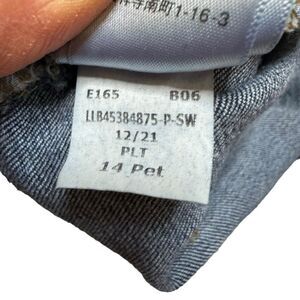 寺南町1-16-3
E165 B06
LLB45384875-P-SW
12/21
PLT
14 Pet